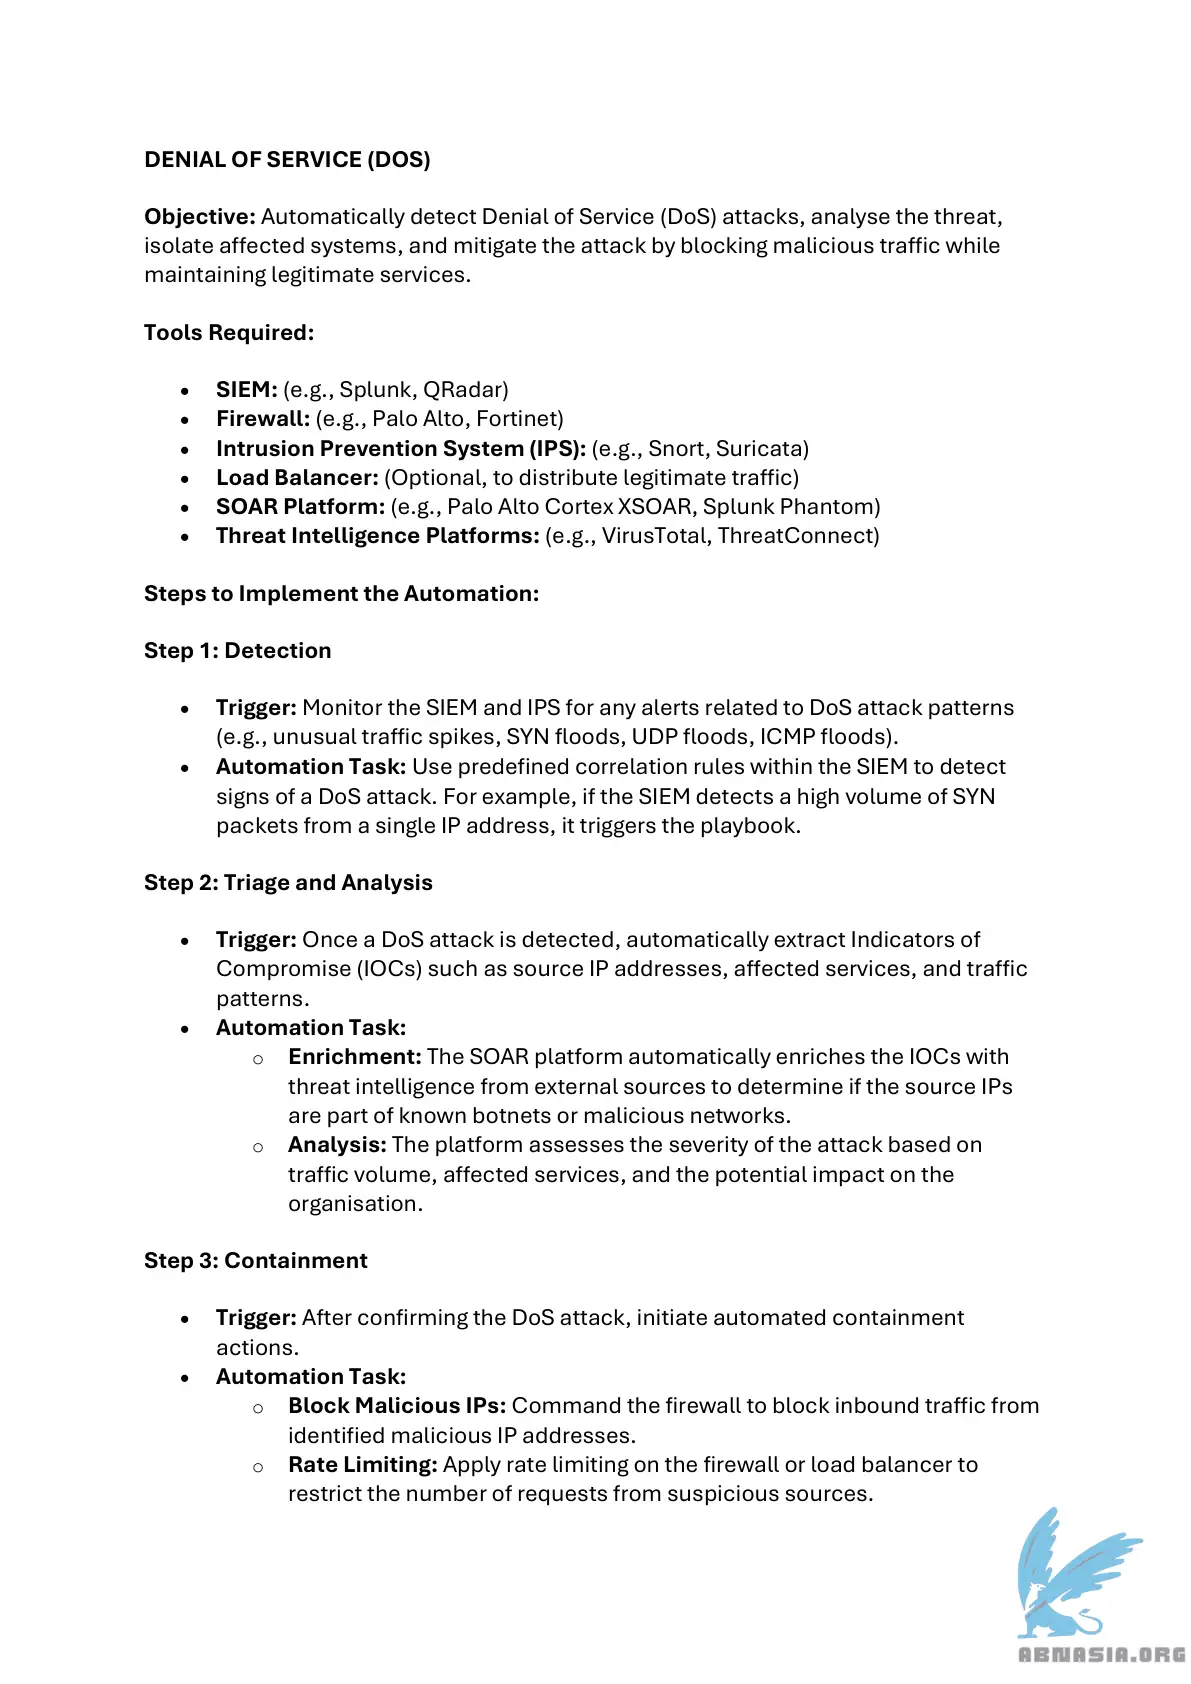 DENIAL OF SERVICE (DOS)
Objective: Automatically detect Denial of Service (DoS) attacks, analyse the threat,
isolate affected systems, and mitigate the attack by blocking malicious traffic while
maintaining legitimate services.
Tools Required:
• SIEM: (e.g., Splunk, QRadar)
• Firewall: (e.g., Palo Alto, Fortinet)
• Intrusion Prevention System (IPS): (e.g., Snort, Suricata)
• Load Balancer: (Optional, to distribute legitimate traffic)
• SOAR Platform: (e.g., Palo Alto Cortex XSOAR, Splunk Phantom)
• Threat Intelligence Platforms: (e.g., VirusTotal, ThreatConnect)
Steps to Implement the Automation:
Step 1: Detection
• Trigger: Monitor the SIEM and IPS for any alerts related to DoS attack patterns
(e.g., unusual traffic spikes, SYN floods, UDP floods, ICMP floods).
• Automation Task: Use predefined correlation rules within the SIEM to detect
signs of a DoS attack. For example, if the SIEM detects a high volume of SYN
packets from a single IP address, it triggers the playbook.
Step 2: Triage and Analysis
• Trigger: Once a DoS attack is detected, automatically extract Indicators of
Compromise (IOCs) such as source IP addresses, affected services, and traffic
patterns.
• Automation Task:
o Enrichment: The SOAR platform automatically enriches the IOCs with
threat intelligence from external sources to determine if the source IPs
are part of known botnets or malicious networks.
o Analysis: The platform assesses the severity of the attack based on
traffic volume, affected services, and the potential impact on the
organisation.
Step 3: Containment
• Trigger: After confirming the DoS attack, initiate automated containment
actions.
• Automation Task:
o Block Malicious IPs: Command the firewall to block inbound traffic from
identified malicious IP addresses.
o Rate Limiting: Apply rate limiting on the firewall or load balancer to
restrict the number of requests from suspicious sources.
ABNASIA.ORG